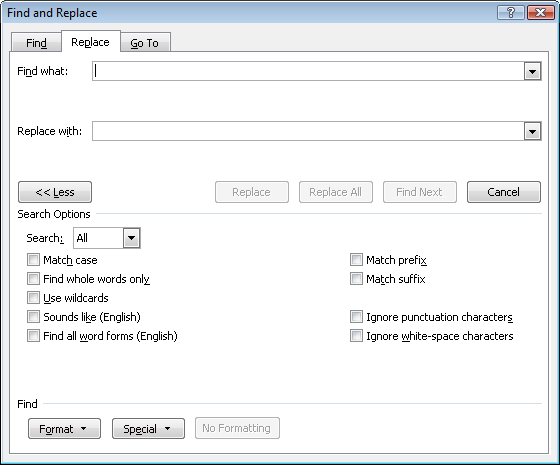 Find and Replace
Find Replace Go To
Find what:
Replace with:
<< Less Replace Replace All Find Next Cancel
Search Options
Search: All
Match case Match prefix
Find whole words only Match suffix
Use wildcards
Sounds like (English) Ignore punctuation characters
Find all word forms (English) Ignore white-space characters
Find
Format Special No Formatting